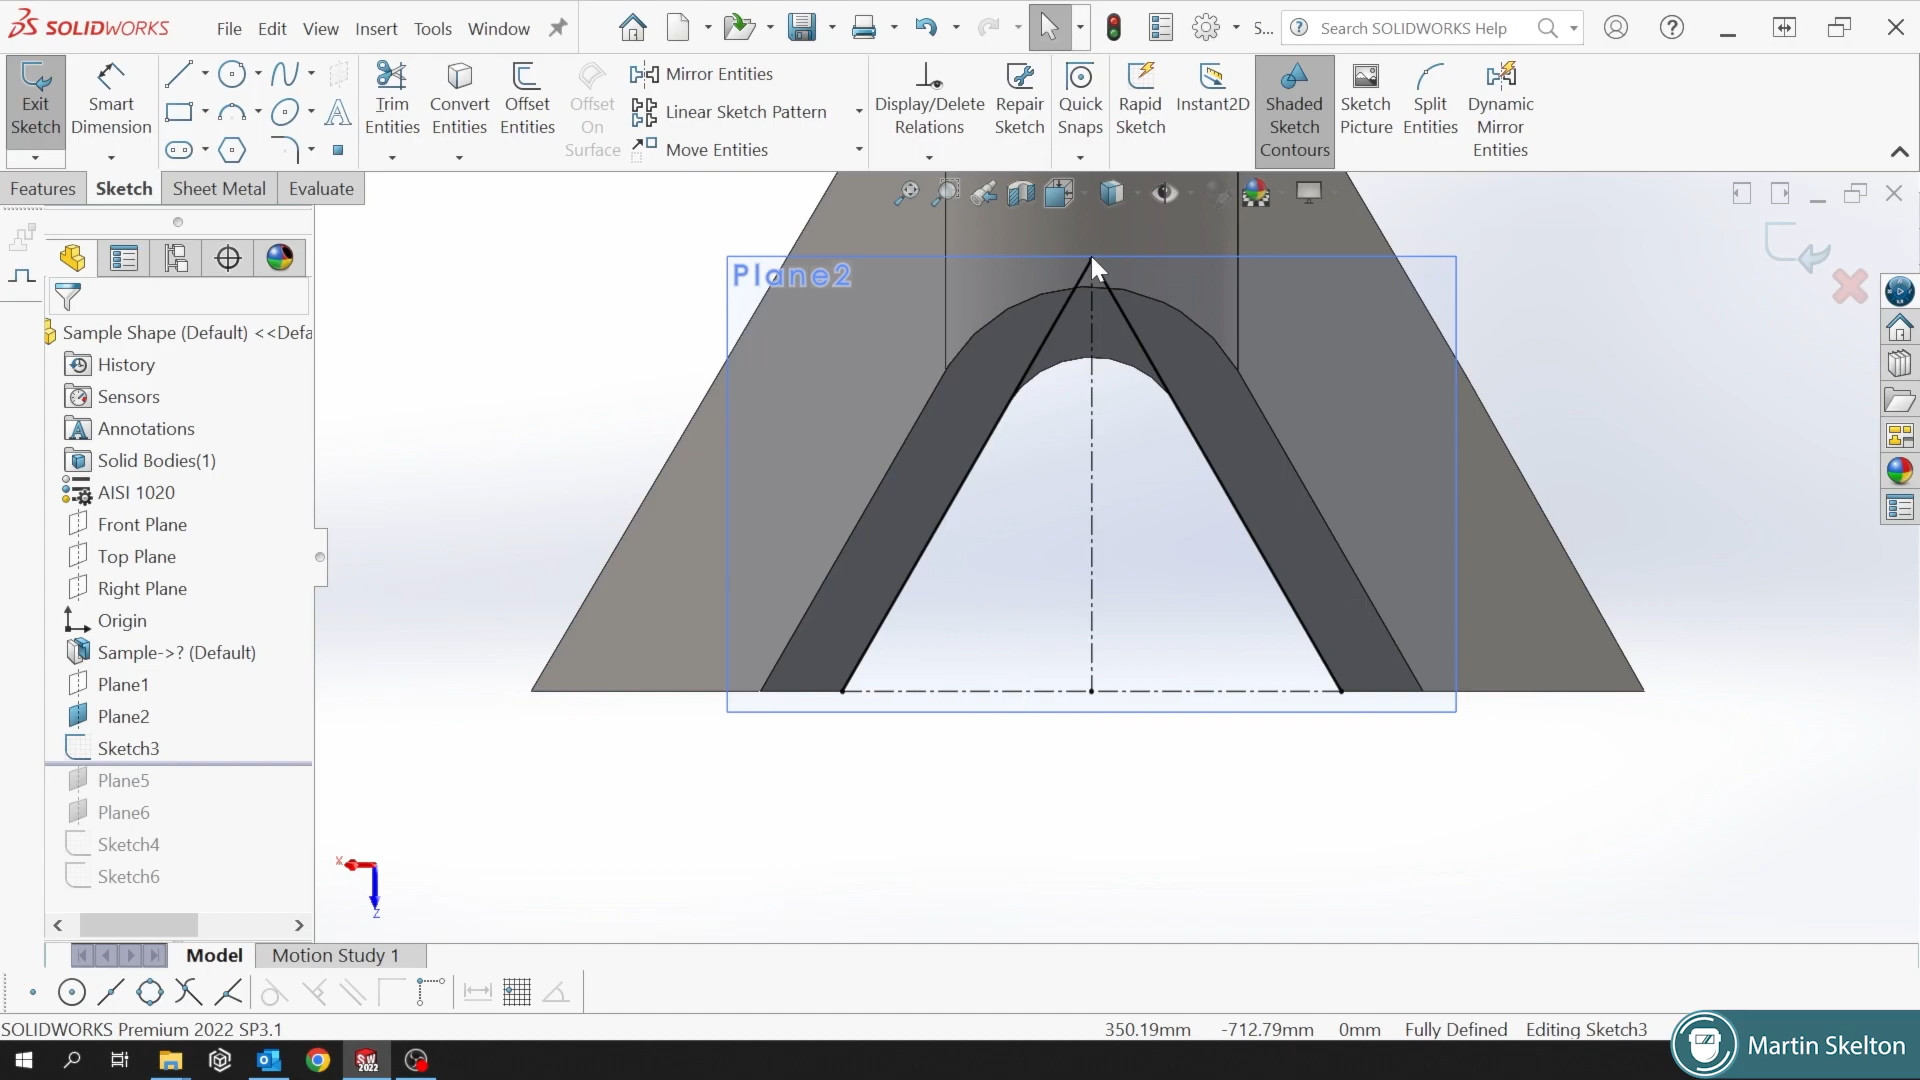 SOLIDWORKS
File Edit View Insert Tools Window
S...
Search SOLIDWORKS Help
Exit Sketch
Smart Dimension
Trim Entities
Convert Entities
Offset Entities
Offset On Surface
Mirror Entities
Linear Sketch Pattern
Move Entities
Display/Delete Relations
Repair Sketch
Quick Snaps
Rapid Sketch
Instant2D
Shaded Sketch Contours
Sketch Picture
Split Entities
Dynamic Mirror Entities
Features Sketch Sheet Metal Evaluate
Plane2
Sample Shape (Default) <<Defa
History
Sensors
Annotations
Solid Bodies(1)
AISI 1020
Front Plane
Top Plane
Right Plane
Origin
Sample->? (Default)
Plane1
Plane2
Sketch3
Plane5
Plane6
Sketch4
Sketch6
X
Z
Model Motion Study 1
SOLIDWORKS Premium 2022 SP3.1
350.19mm -712.79mm 0mm Fully Defined Editing Sketch3
SW 2022
Martin Skelton